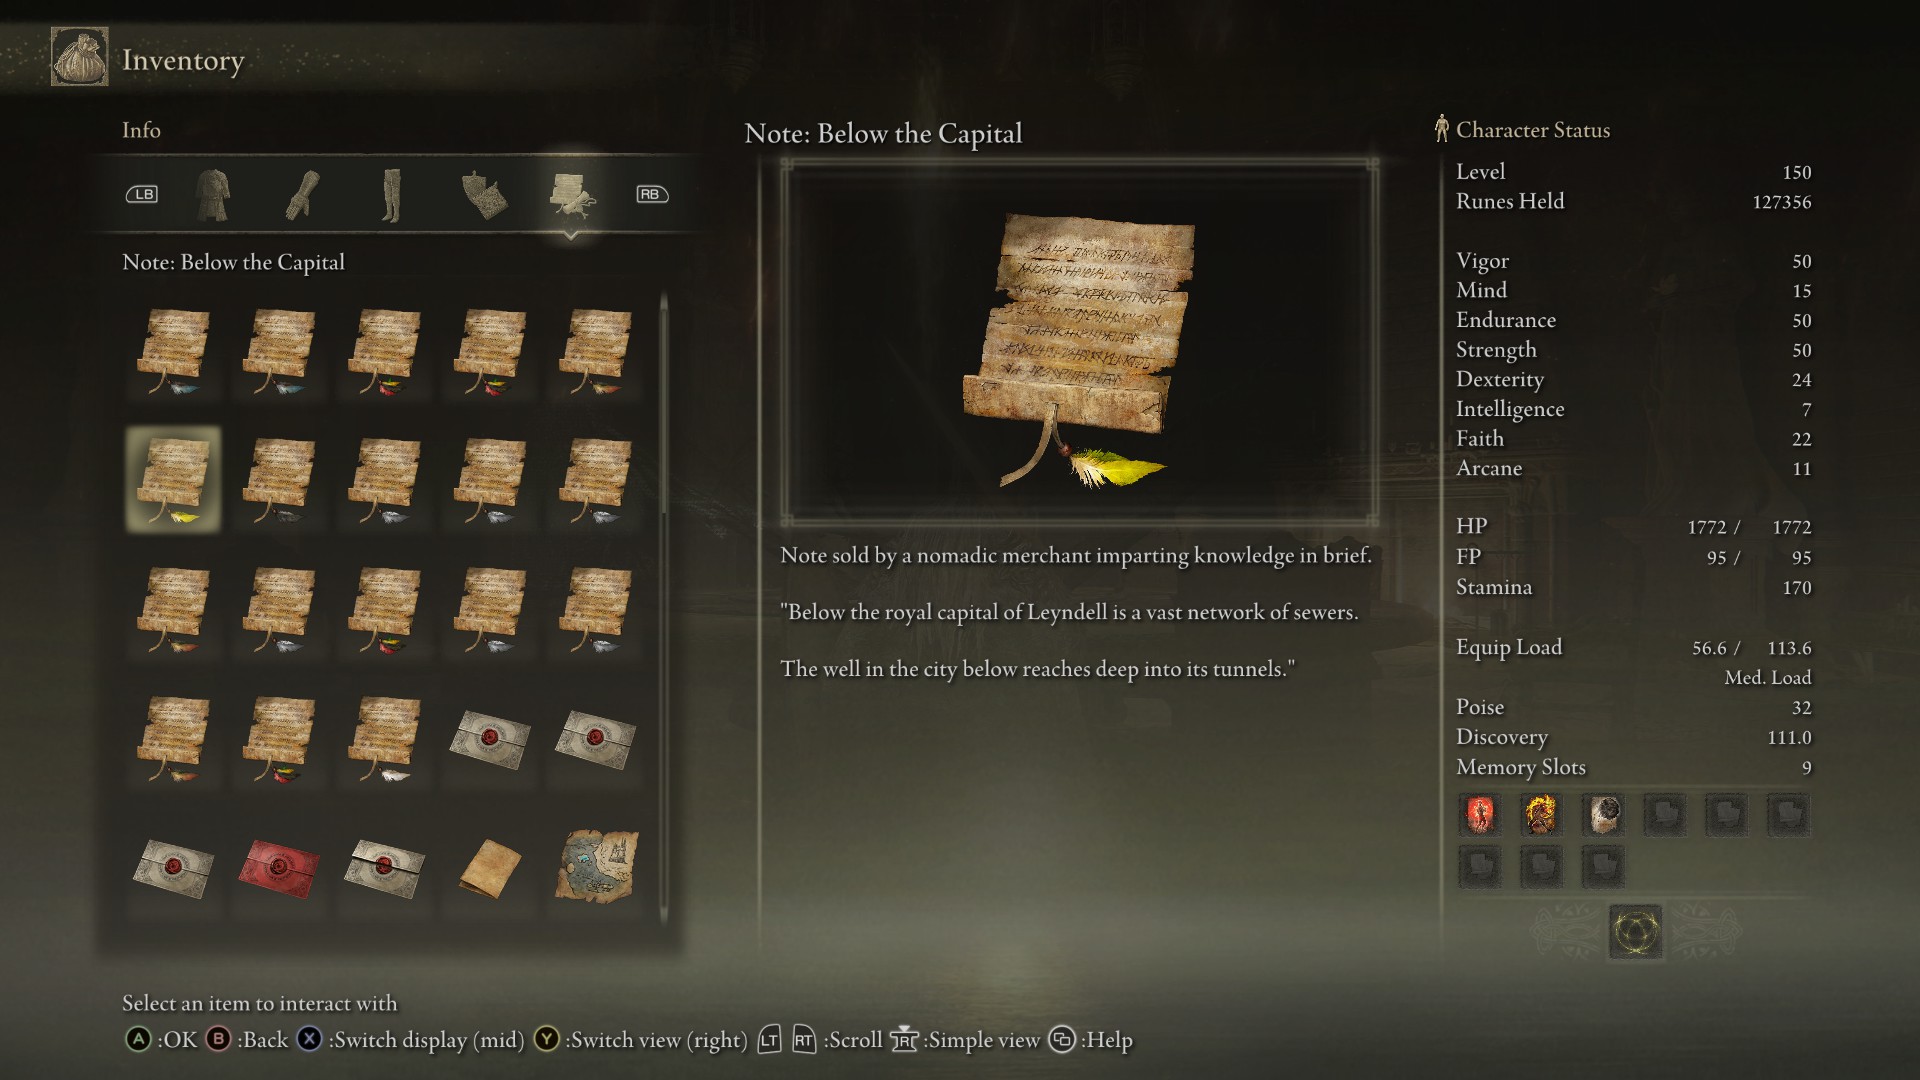 Inventory
Info
LB
RB
Note: Below the Capital
Note: Below the Capital
Note sold by a nomadic merchant imparting knowledge in brief.
"Below the royal capital of Leyndell is a vast network of sewers.
The well in the city below reaches deep into its tunnels."
Character Status
Level 150
Runes Held 127356
Vigor 50
Mind 15
Endurance 50
Strength 50
Dexterity 24
Intelligence 7
Faith 22
Arcane 11
HP 1772 / 1772
FP 95 / 95
Stamina 170
Equip Load 56.6 / 113.6
Med. Load
Poise 32
Discovery 111.0
Memory Slots 9
Select an item to interact with
A :OK B :Back X :Switch display (mid) Y :Switch view (right) LT RT :Scroll R :Simple view :Help